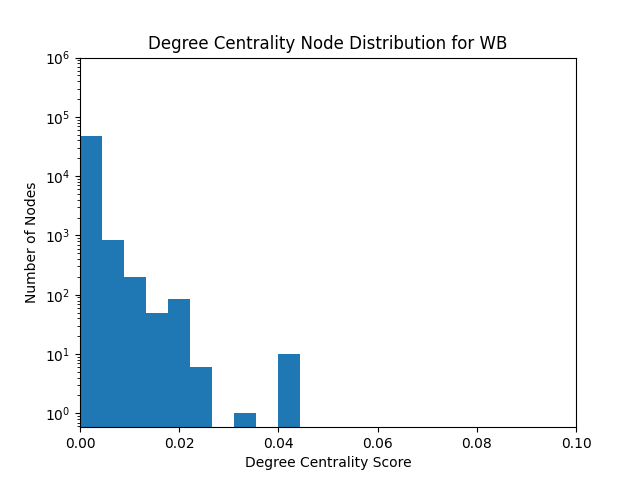 Degree Centrality Node Distribution for WB
10⁶
10⁵
10⁴
10³
10²
10¹
10⁰
Number of Nodes
0.00 0.02 0.04 0.06 0.08 0.10
Degree Centrality Score